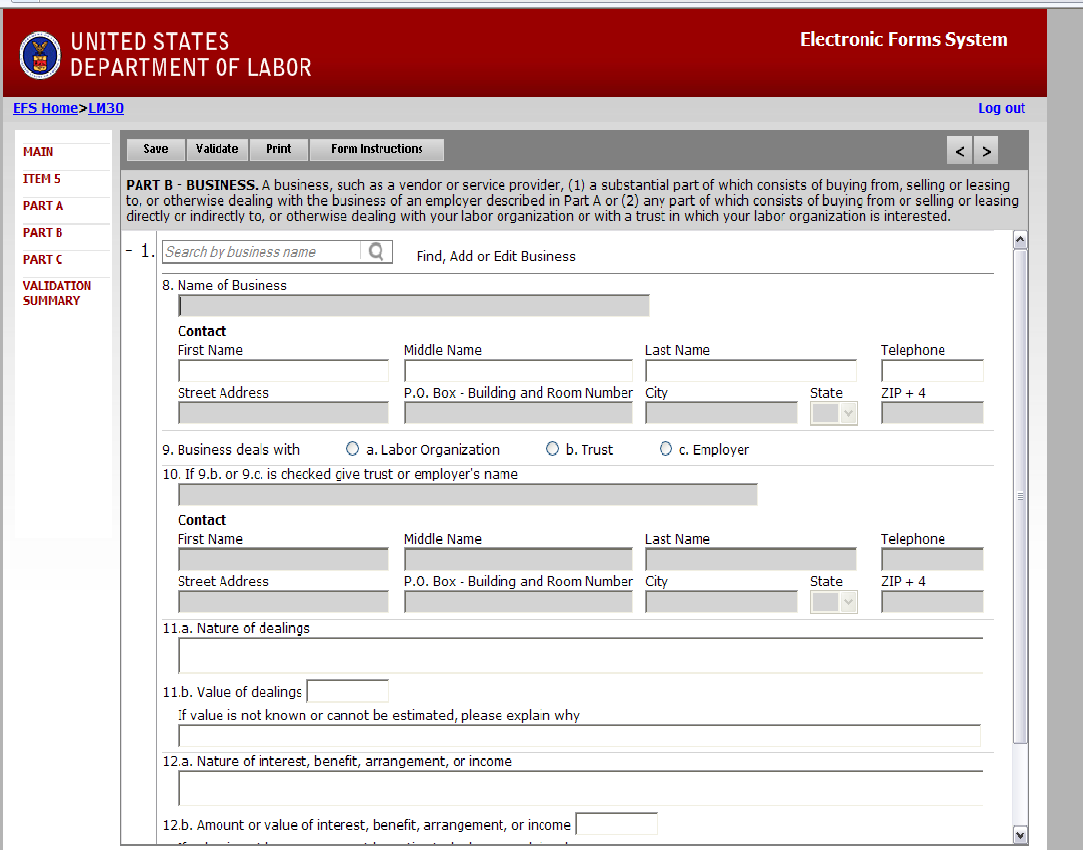 UNITED STATES
DEPARTMENT OF LABOR
Electronic Forms System
EFS Home>LM30
Log out
MAIN
ITEM 5
PART A
PART B
PART C
VALIDATION
SUMMARY
Save Validate Print Form Instructions < >
PART B - BUSINESS. A business, such as a vendor or service provider, (1) a substantial part of which consists of buying from, selling or leasing
to, or otherwise dealing with the business of an employer described in Part A or (2) any part of which consists of buying from or selling or leasing
directly or indirectly to, or otherwise dealing with your labor organization or with a trust in which your labor organization is interested.
- 1. Search by business name Find, Add or Edit Business
8. Name of Business
Contact
First Name Middle Name Last Name Telephone
Street Address P.O. Box - Building and Room Number City State ZIP + 4
9. Business deals with a. Labor Organization b. Trust c. Employer
10. If 9.b. or 9.c. is checked give trust or employer's name
Contact
First Name Middle Name Last Name Telephone
Street Address P.O. Box - Building and Room Number City State ZIP + 4
11.a. Nature of dealings
11.b. Value of dealings
If value is not known or cannot be estimated, please explain why
12.a. Nature of interest, benefit, arrangement, or income
12.b. Amount or value of interest, benefit, arrangement, or income